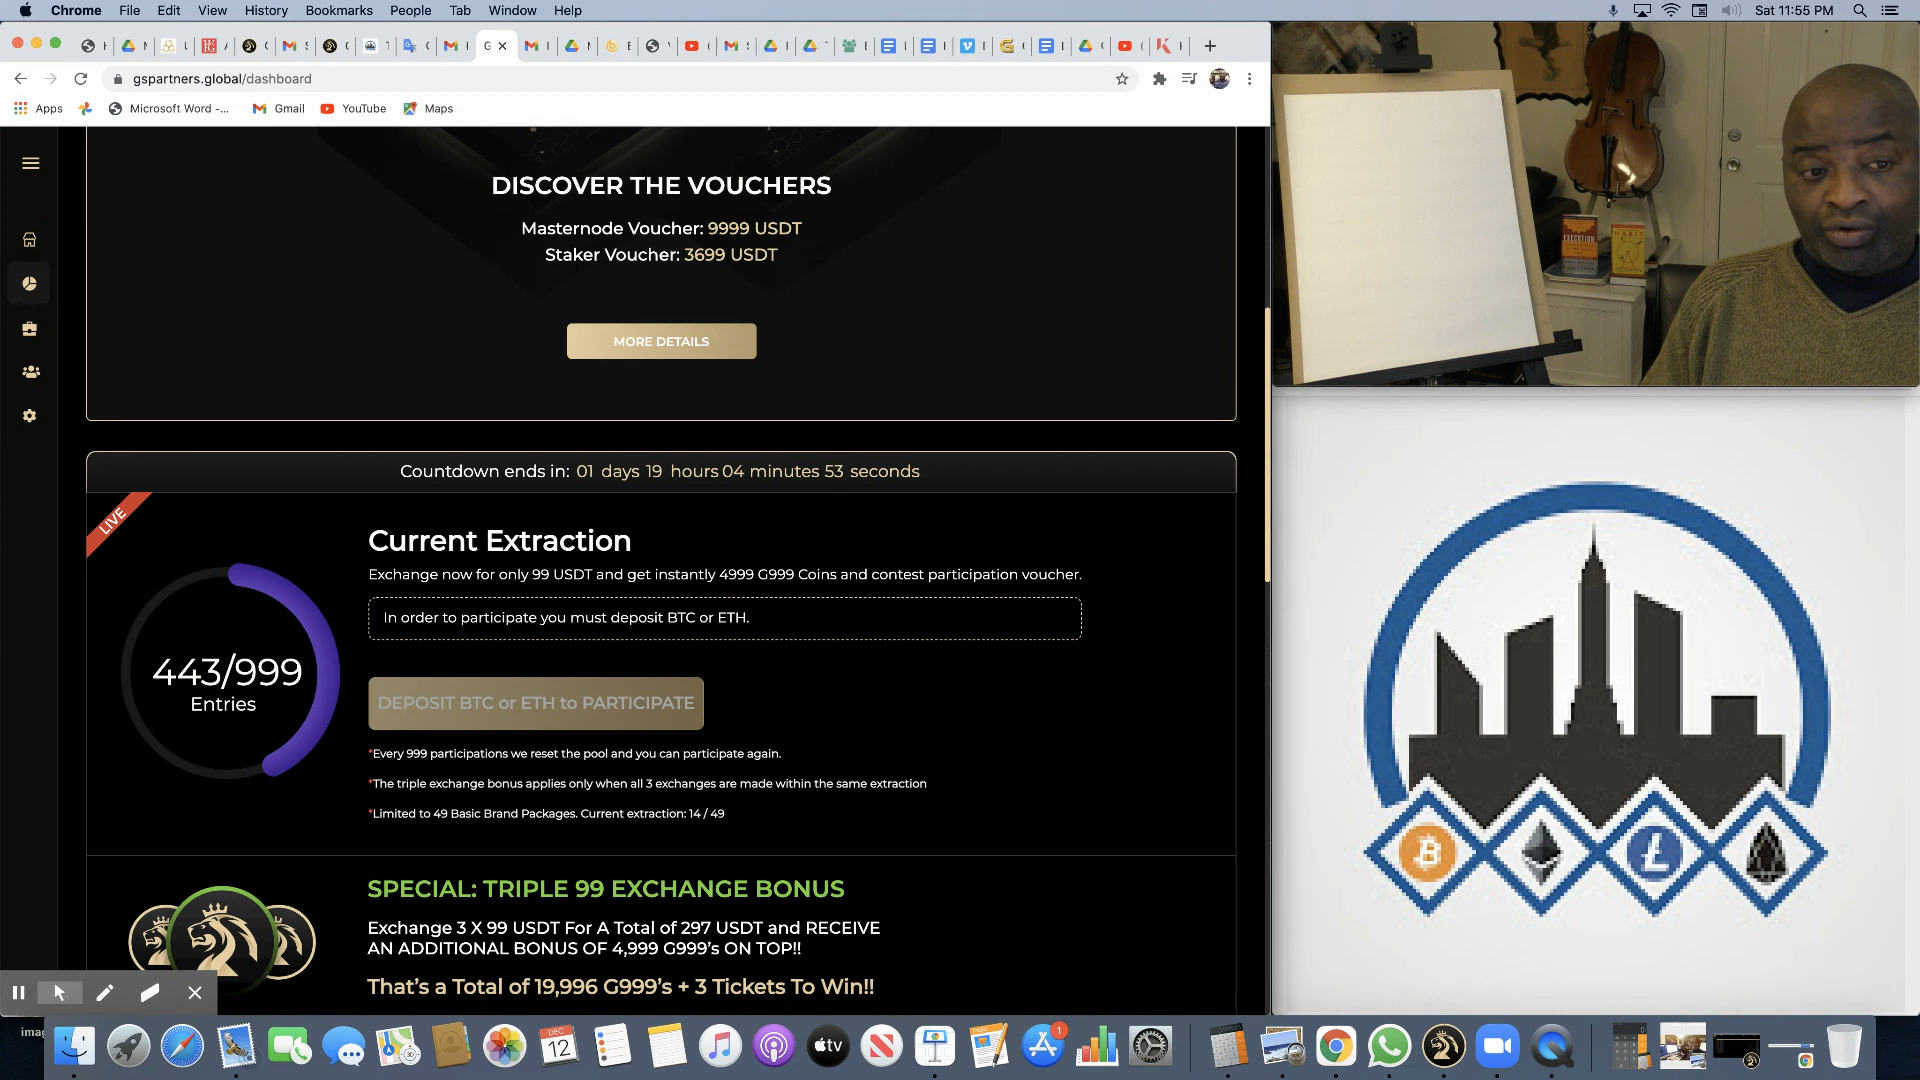 Chrome File Edit View History Bookmarks People Tab Window Help
Sat 11:55 PM
gspartners.global/dashboard
Apps
Microsoft Word -...
Gmail
YouTube
Maps
DISCOVER THE VOUCHERS
Masternode Voucher: 9999 USDT
Staker Voucher: 3699 USDT
MORE DETAILS
Countdown ends in: 01 days 19 hours 04 minutes 53 seconds
LIVE
Current Extraction
Exchange now for only 99 USDT and get instantly 4999 G999 Coins and contest participation voucher.
In order to participate you must deposit BTC or ETH.
443/999
Entries
DEPOSIT BTC or ETH to PARTICIPATE
*Every 999 participations we reset the pool and you can participate again.
*The triple exchange bonus applies only when all 3 exchanges are made within the same extraction
*Limited to 49 Basic Brand Packages. Current extraction: 14 / 49
SPECIAL: TRIPLE 99 EXCHANGE BONUS
Exchange 3 X 99 USDT For A Total of 297 USDT and RECEIVE
AN ADDITIONAL BONUS OF 4,999 G999's ON TOP!!
That's a Total of 19,996 G999's + 3 Tickets To Win!!
EXECUTION
HABIT
DEC
12
tv
1